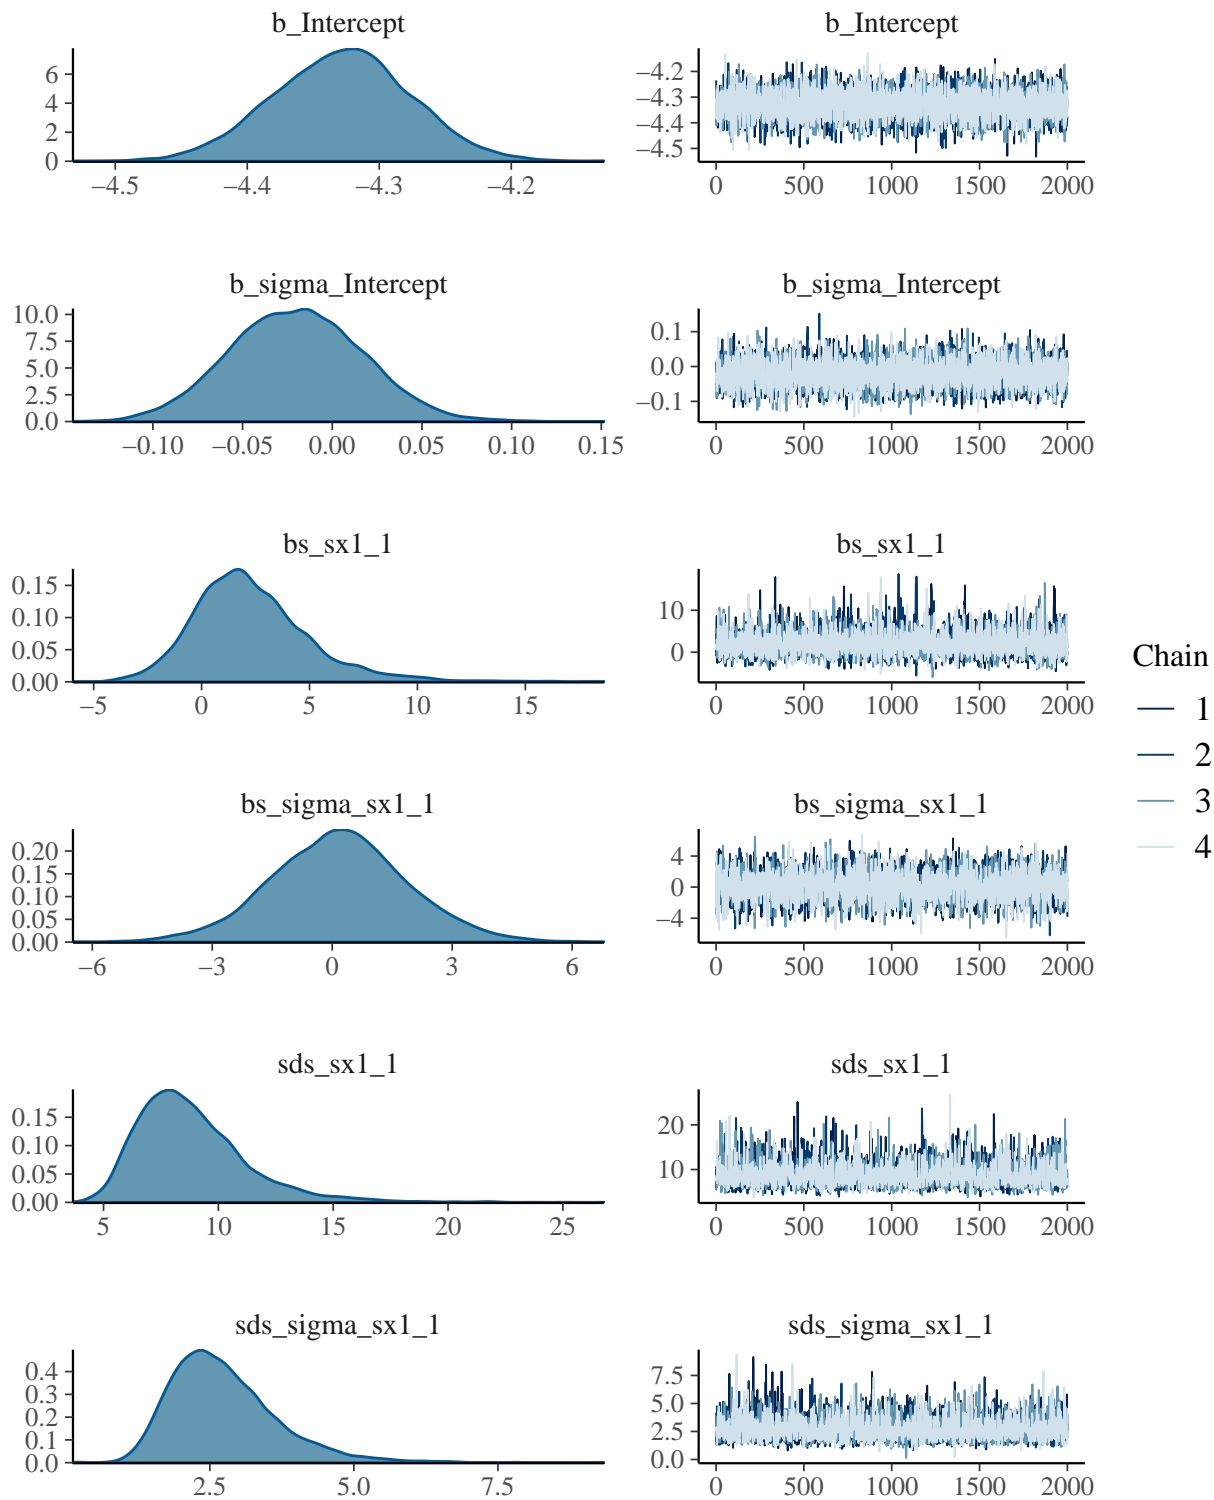 b_Intercept b_Intercept
6
4
2
0
−4.5 −4.4 −4.3 −4.2
−4.2
−4.3
−4.4
−4.5
0 500 1000 1500 2000
b_sigma_Intercept b_sigma_Intercept
10.0
7.5
5.0
2.5
0.0
−0.10 −0.05 0.00 0.05 0.10 0.15
0.1
0.0
−0.1
0 500 1000 1500 2000
bs_sx1_1 bs_sx1_1
0.15
0.10
0.05
0.00
−5 0 5 10 15
10
0
0 500 1000 1500 2000
bs_sigma_sx1_1 bs_sigma_sx1_1
0.20
0.15
0.10
0.05
0.00
−6 −3 0 3 6
4
0
−4
0 500 1000 1500 2000
sds_sx1_1 sds_sx1_1
0.15
0.10
0.05
0.00
5 10 15 20 25
20
10
0 500 1000 1500 2000
sds_sigma_sx1_1 sds_sigma_sx1_1
0.4
0.3
0.2
0.1
0.0
2.5 5.0 7.5
7.5
5.0
2.5
0.0
0 500 1000 1500 2000
Chain
1
2
3
4